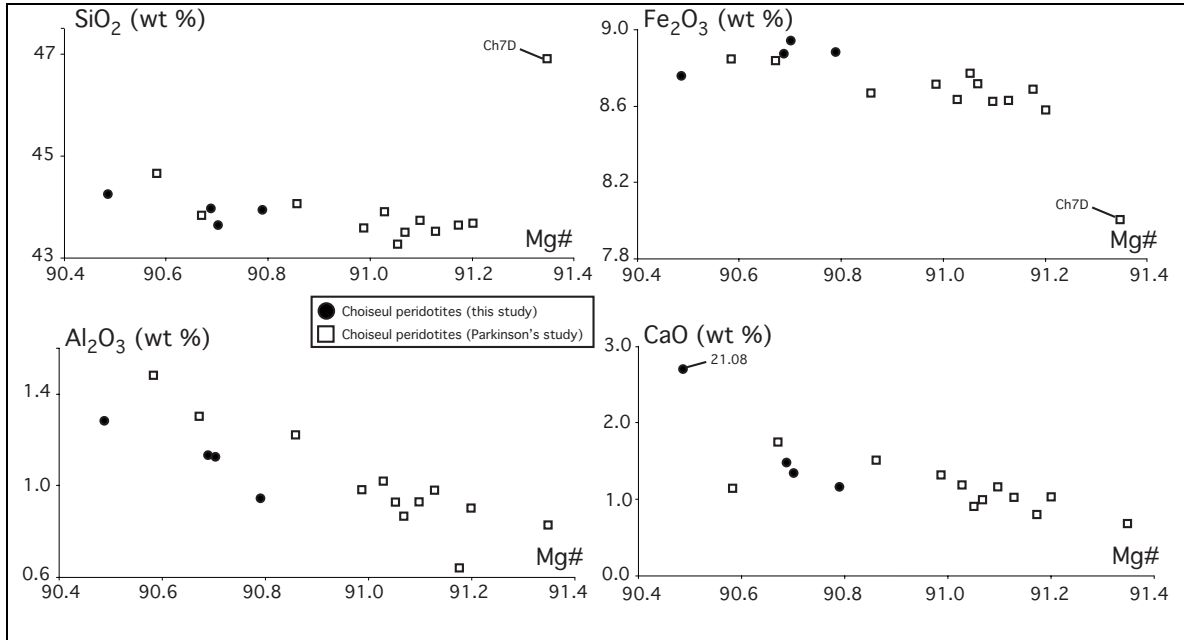 SiO₂ (wt %)
47
45
43
Ch7D
Mg#
90.4 90.6 90.8 91.0 91.2 91.4
Fe₂O₃ (wt %)
9.0
8.6
8.2
7.8
Ch7D
Mg#
90.4 90.6 90.8 91.0 91.2 91.4
Choiseul peridotites (this study)
Choiseul peridotites (Parkinson's study)
Al₂O₃ (wt %)
1.4
1.0
0.6
Mg#
90.4 90.6 90.8 91.0 91.2 91.4
CaO (wt %)
3.0
2.0
1.0
0.0
21.08
Mg#
90.4 90.6 90.8 91.0 91.2 91.4